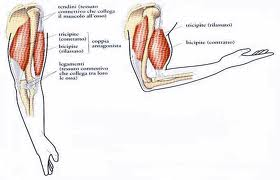 tendini (tessuto
connettivo che collega
il muscolo all'osso)
tricipite
(contratto)
bicipite
(rilassato)
coppia
antagonista
legamenti
(tessuto connettivo
che collega tra loro
le ossa)
tricipite (rilassato)
bicipite (contratto)